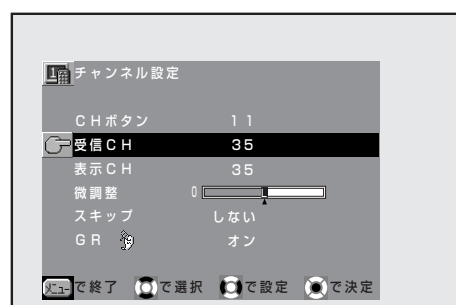 チャンネル設定
CHボタン 11
受信CH 35
表示CH 35
微調整 0
スキップ しない
GR オン
メニューで終了 で選択 で設定 で決定